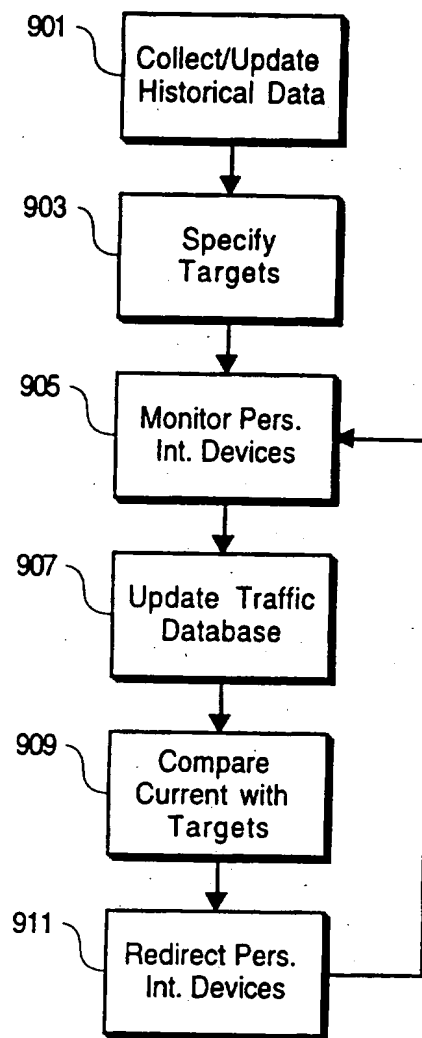 901
Collect/Update
Historical Data
903
Specify
Targets
905
Monitor Pers.
Int. Devices
907
Update Traffic
Database
909
Compare
Current with
Targets
911
Redirect Pers.
Int. Devices